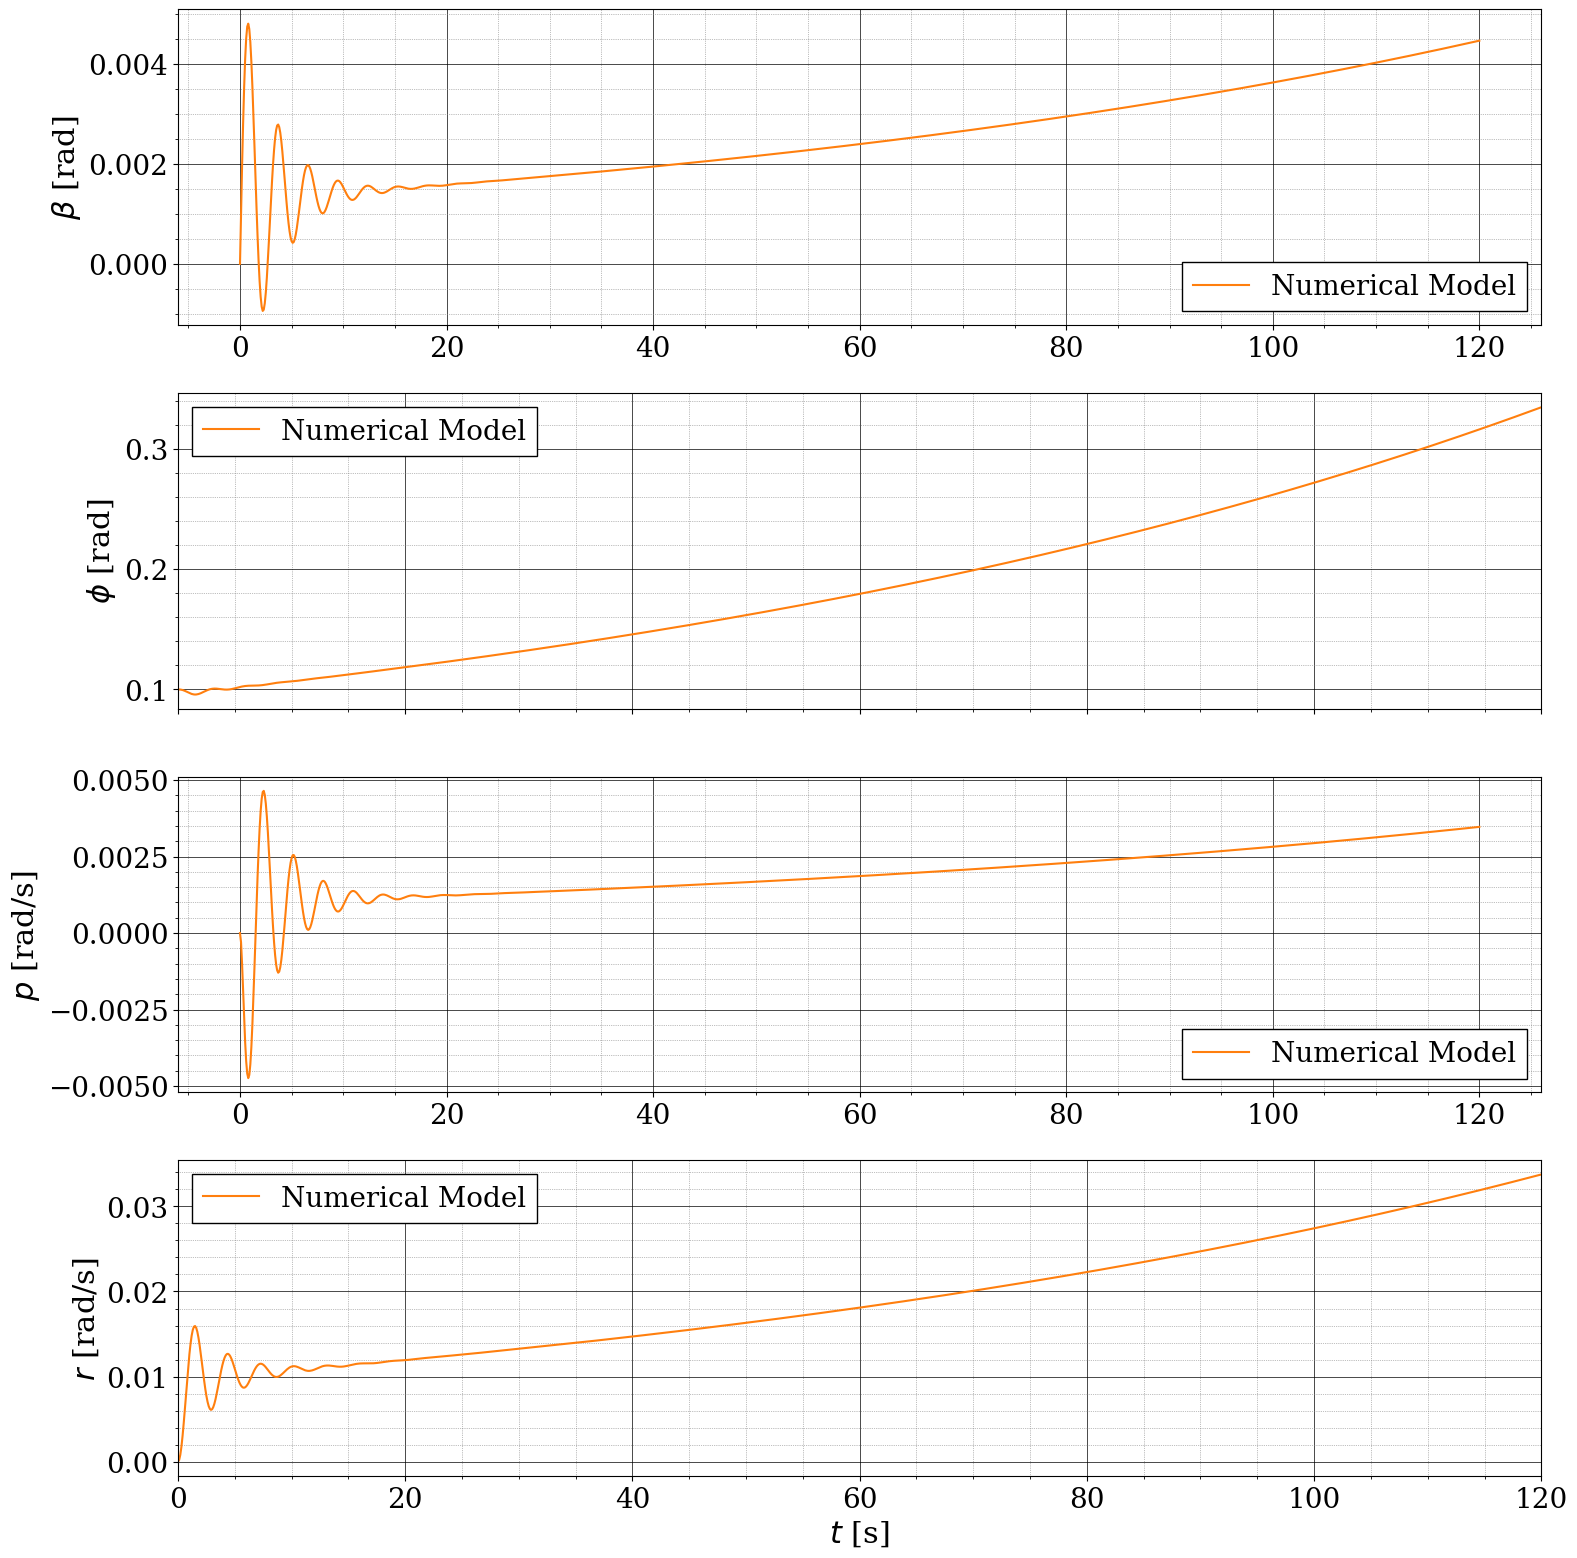 0.004
0.002
0.000
β [rad]
Numerical Model
0 20 40 60 80 100 120
Numerical Model
0.3
0.2
0.1
ϕ [rad]
0.0050
0.0025
0.0000
−0.0025
−0.0050
p [rad/s]
Numerical Model
0 20 40 60 80 100 120
Numerical Model
0.03
0.02
0.01
0.00
r [rad/s]
0 20 40 60 80 100 120
t [s]